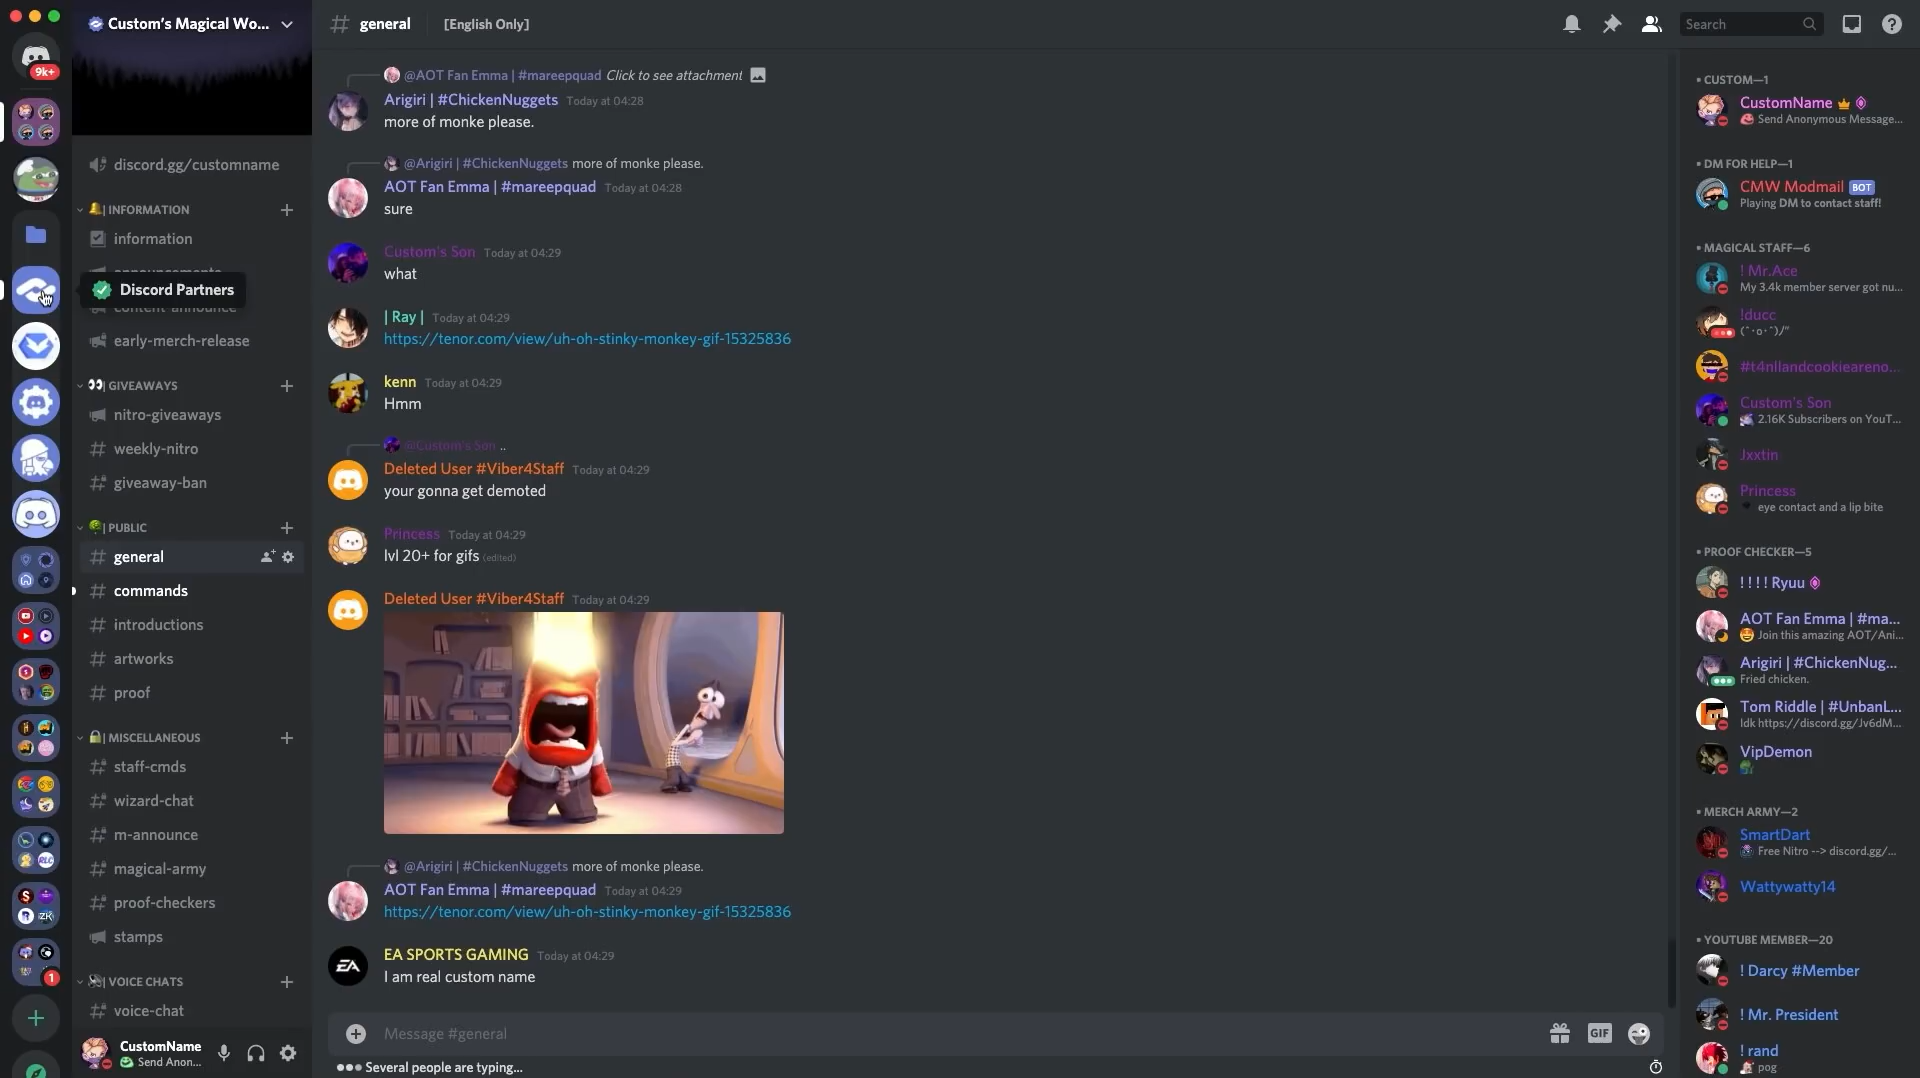 Custom's Magical Wo...
general
[English Only]
Search
9k+
discord.gg/customname
INFORMATION
information
Discord Partners
early-merch-release
GIVEAWAYS
nitro-giveaways
weekly-nitro
giveaway-ban
PUBLIC
general
commands
introductions
artworks
proof
MISCELLANEOUS
staff-cmds
wizard-chat
m-announce
magical-army
proof-checkers
stamps
VOICE CHATS
voice-chat
CustomName
Send Anon...
1
@AOT Fan Emma | #mareepquad Click to see attachment
Arigiri | #ChickenNuggets Today at 04:28
more of monke please.
@Arigiri | #ChickenNuggets more of monke please.
AOT Fan Emma | #mareepquad Today at 04:28
sure
Custom's Son Today at 04:29
what
| Ray | Today at 04:29
https://tenor.com/view/uh-oh-stinky-monkey-gif-15325836
kenn Today at 04:29
Hmm
@Custom's Son ..
Deleted User #Viber4Staff Today at 04:29
your gonna get demoted
Princess Today at 04:29
lvl 20+ for gifs (edited)
Deleted User #Viber4Staff Today at 04:29
@Arigiri | #ChickenNuggets more of monke please.
AOT Fan Emma | #mareepquad Today at 04:29
https://tenor.com/view/uh-oh-stinky-monkey-gif-15325836
EA SPORTS GAMING Today at 04:29
I am real custom name
Message #general
GIF
Several people are typing...
CUSTOM—1
CustomName
Send Anonymous Message...
DM FOR HELP—1
CMW Modmail BOT
Playing DM to contact staff!
MAGICAL STAFF—6
! Mr.Ace
My 3.4k member server got nu...
!ducc
#t4nllandcookieareno...
Custom's Son
2.16K Subscribers on YouT...
Jxxtin
Princess
eye contact and a lip bite
PROOF CHECKER—5
! ! ! ! Ryuu
AOT Fan Emma | #ma...
Join this amazing AOT/Ani...
Arigiri | #ChickenNug...
Fried chicken.
Tom Riddle | #UnbanL...
Idk https://discord.gg/Jv6dM...
VipDemon
MERCH ARMY—2
SmartDart
Free Nitro --> discord.gg/...
Wattywatty14
YOUTUBE MEMBER—20
! Darcy #Member
! Mr. President
! rand
pog